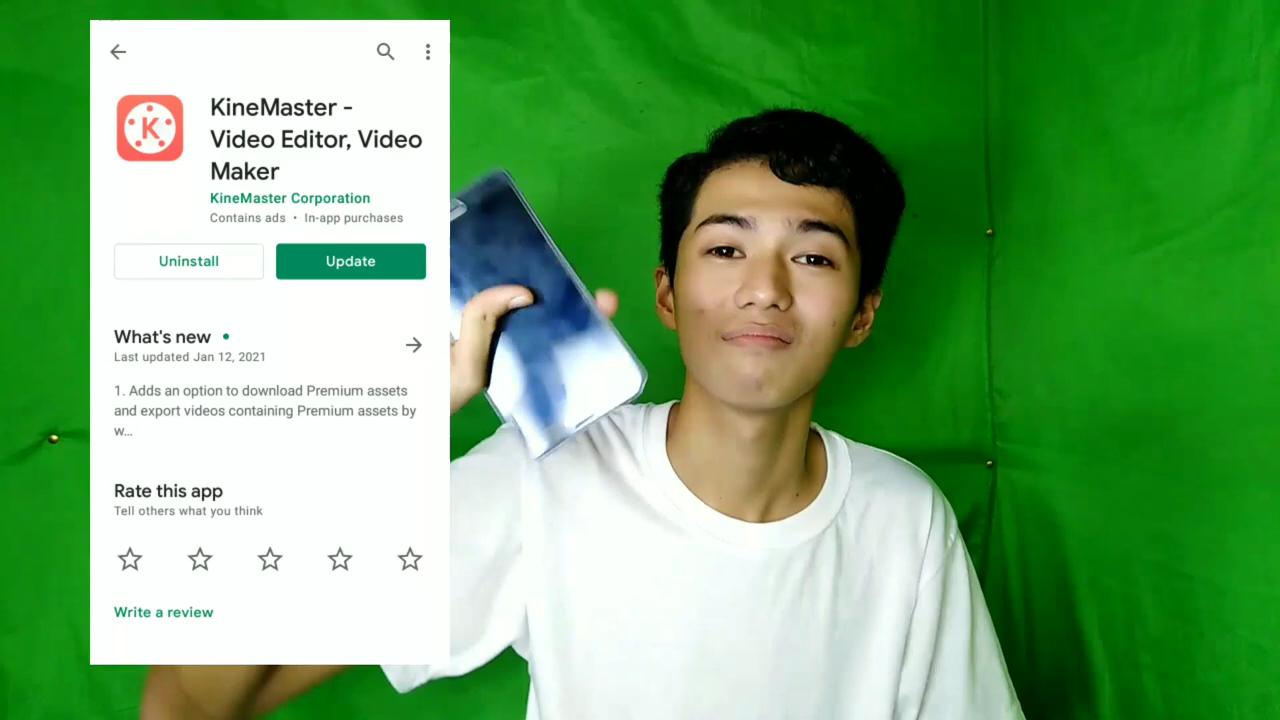 K
KineMaster -
Video Editor, Video
Maker
KineMaster Corporation
Contains ads • In-app purchases
Uninstall
Update
What's new •
Last updated Jan 12, 2021
1. Adds an option to download Premium assets
and export videos containing Premium assets by
w...
Rate this app
Tell others what you think
Write a review